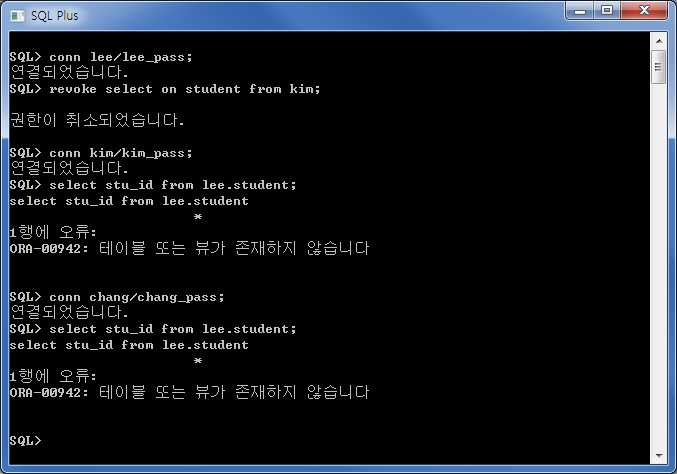 SQL Plus
SQL> conn lee/lee_pass;
연결되었습니다.
SQL> revoke select on student from kim;
권한이 취소되었습니다.
SQL> conn kim/kim_pass;
연결되었습니다.
SQL> select stu_id from lee.student;
select stu_id from lee.student
*
1행에 오류:
ORA-00942: 테이블 또는 뷰가 존재하지 않습니다
SQL> conn chang/chang_pass;
연결되었습니다.
SQL> select stu_id from lee.student;
select stu_id from lee.student
*
1행에 오류:
ORA-00942: 테이블 또는 뷰가 존재하지 않습니다
SQL>